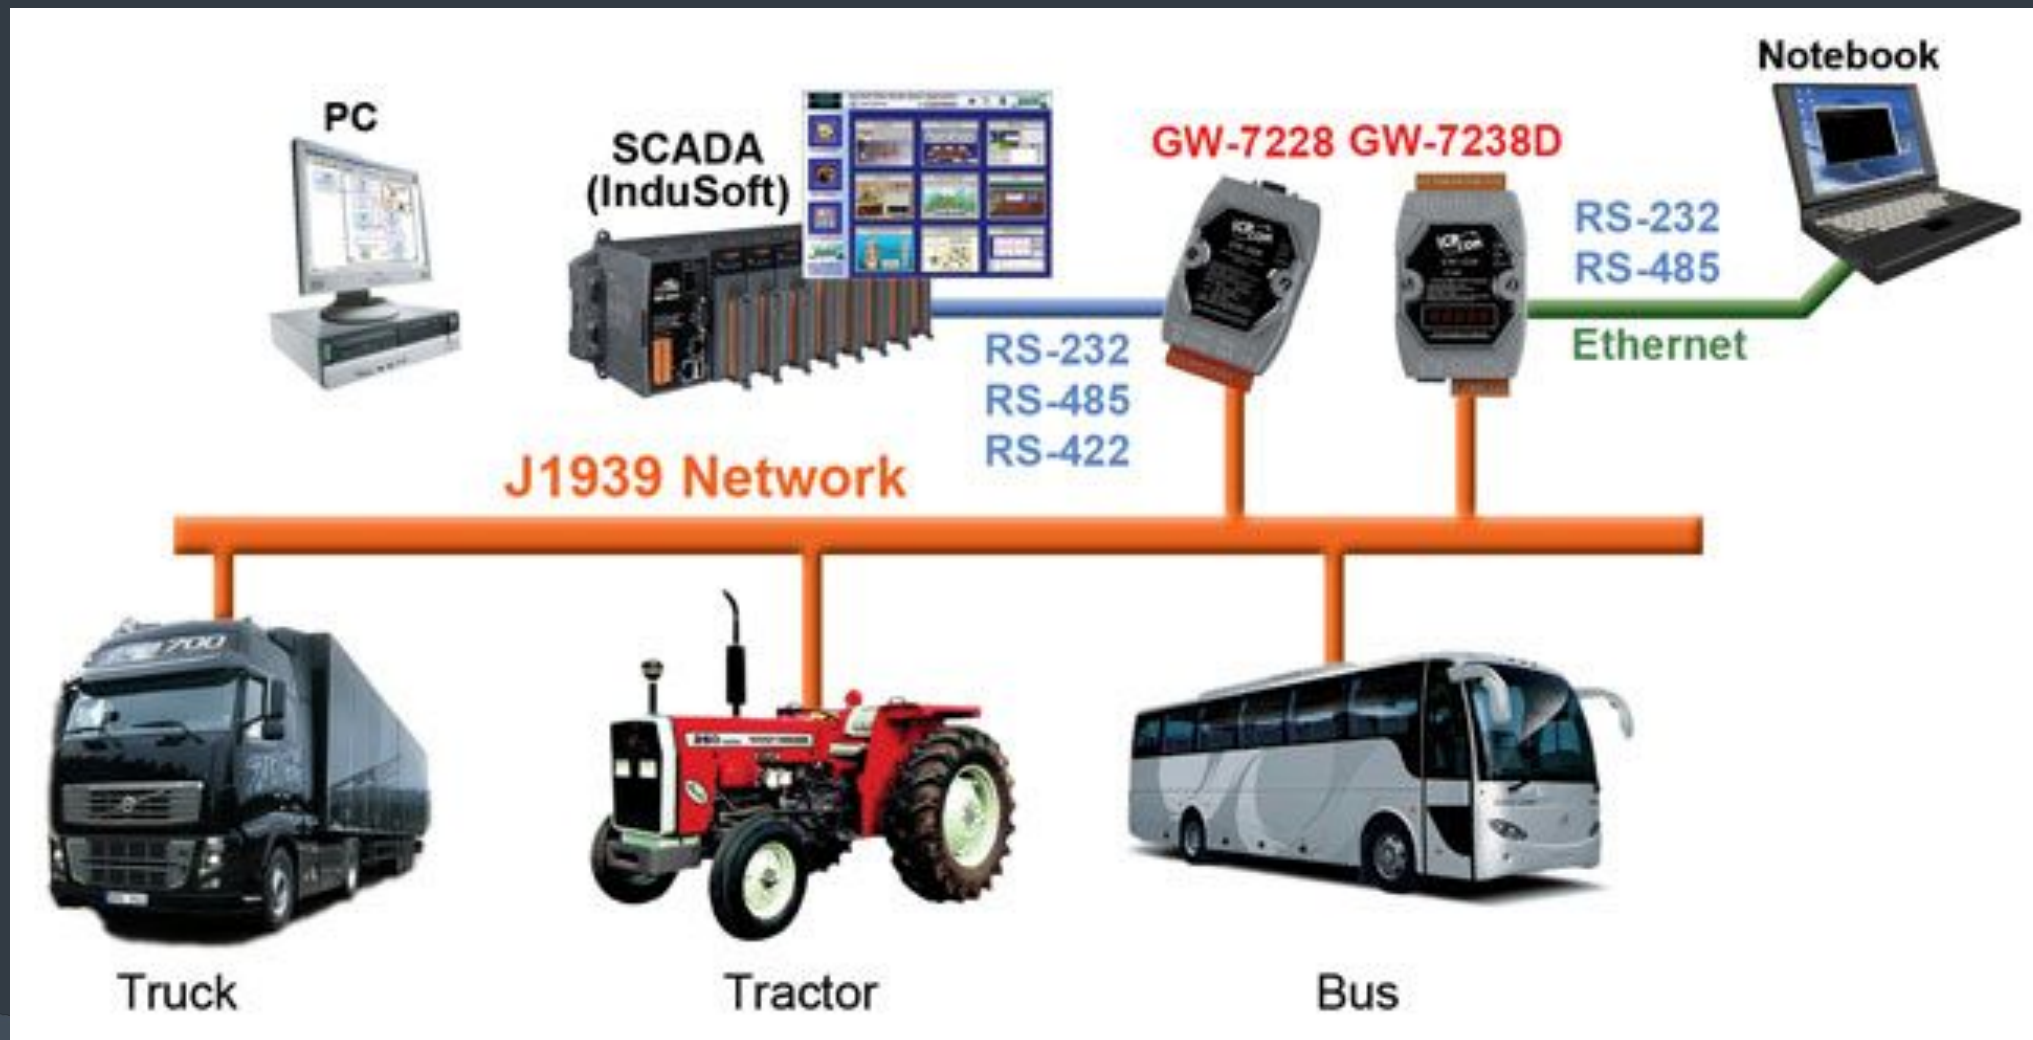 Notebook
PC
SCADA
(InduSoft)
GW-7228 GW-7238D
RS-232
RS-485
Ethernet
RS-232
RS-485
RS-422
J1939 Network
700
Truck
Tractor
Bus